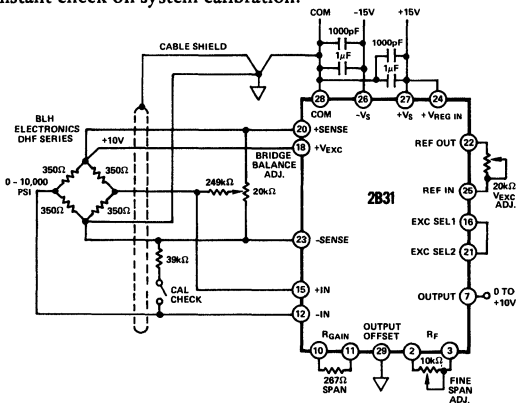 nstant check on system calibration.
COM
–15V
+15V
1000pF
1000pF
1μF
1μF
CABLE SHIELD
28
26
27
24
COM
–VS
+VS
+VREG IN
BLH
ELECTRONICS
DHF SERIES
20
+SENSE
+10V
18
+VEXC
REF OUT
22
BRIDGE
BALANCE
ADJ.
350Ω
350Ω
350Ω
350Ω
0 – 10,000
PSI
249kΩ
20kΩ
2B31
REF IN
25
20kΩ
VEXC
ADJ.
EXC SEL1
16
EXC SEL2
21
23
–SENSE
39kΩ
CAL
CHECK
15
+IN
12
–IN
OUTPUT
7
0 TO
+10V
RGAIN
OUTPUT
OFFSET
RF
10
11
29
2
3
267Ω
SPAN
10kΩ
FINE
SPAN
ADJ.